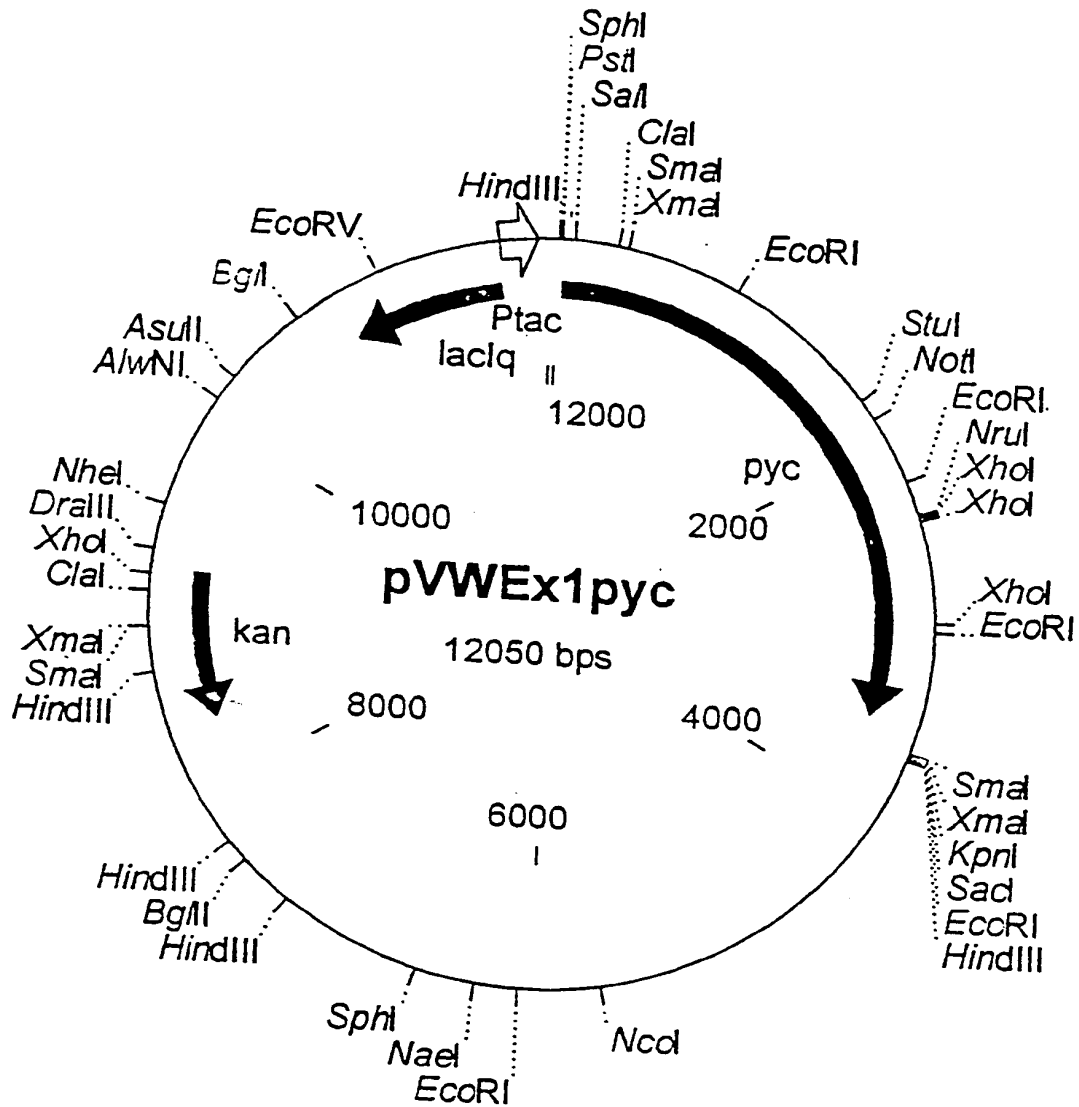 SphI
PstI
SalI
ClaI
SmaI
XmaI
HindIII
EcoRI
StuI
NotI
EcoRI
NruI
XhoI
XhoI
XhoI
EcoRI
SmaI
XmaI
KpnI
SacI
EcoRI
HindIII
NcoI
EcoRI
NaeI
SphI
HindIII
BglII
HindIII
HindIII
SmaI
XmaI
ClaI
XhoI
DraIII
NheI
AlwNI
AsuII
BglI
EcoRV
Ptac
lacIq
12000
pyc
2000
10000
pVWEx1pyc
12050 bps
kan
8000
4000
6000